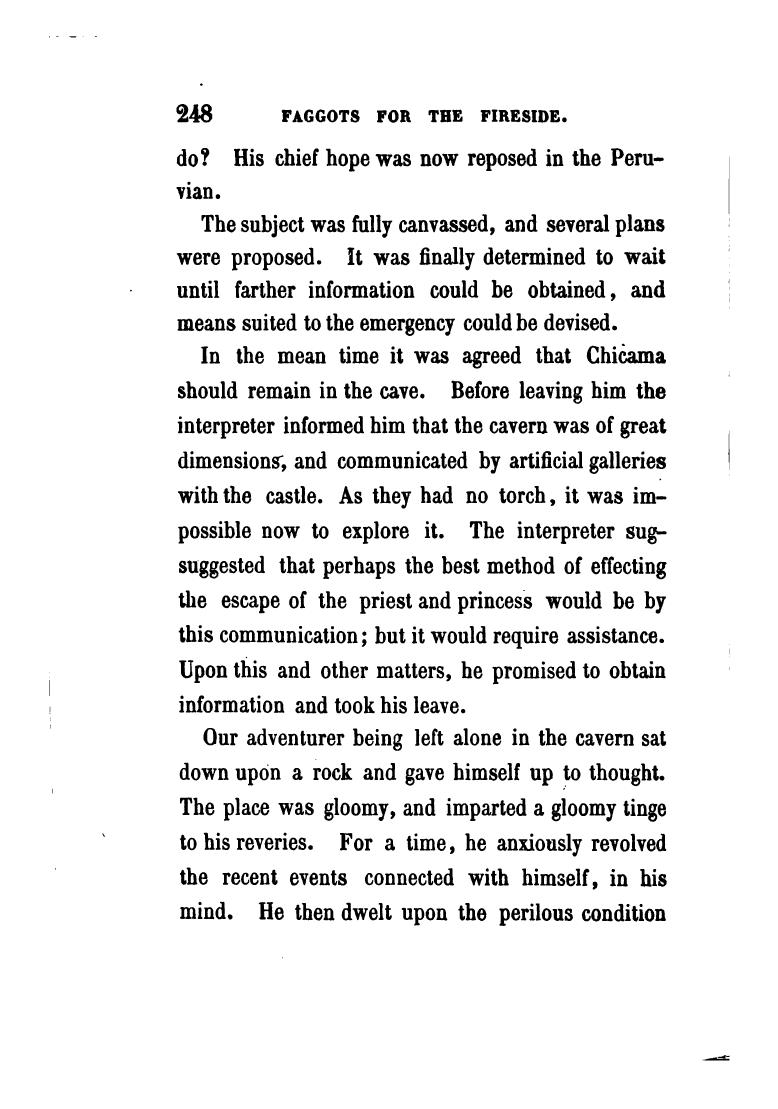 248 FAGGOTS FOR THE FIRESIDE.
do? His chief hope was now reposed in the Peru-
vian.
The subject was fully canvassed, and several plans
were proposed. It was finally determined to wait
until farther information could be obtained, and
means suited to the emergency could be devised.
In the mean time it was agreed that Chicama
should remain in the cave. Before leaving him the
interpreter informed him that the cavern was of great
dimensions, and communicated by artificial galleries
with the castle. As they had no torch, it was im-
possible now to explore it. The interpreter sug-
suggested that perhaps the best method of effecting
the escape of the priest and princess would be by
this communication; but it would require assistance.
Upon this and other matters, he promised to obtain
information and took his leave.
Our adventurer being left alone in the cavern sat
down upon a rock and gave himself up to thought.
The place was gloomy, and imparted a gloomy tinge
to his reveries. For a time, he anxiously revolved
the recent events connected with himself, in his
mind. He then dwelt upon the perilous condition